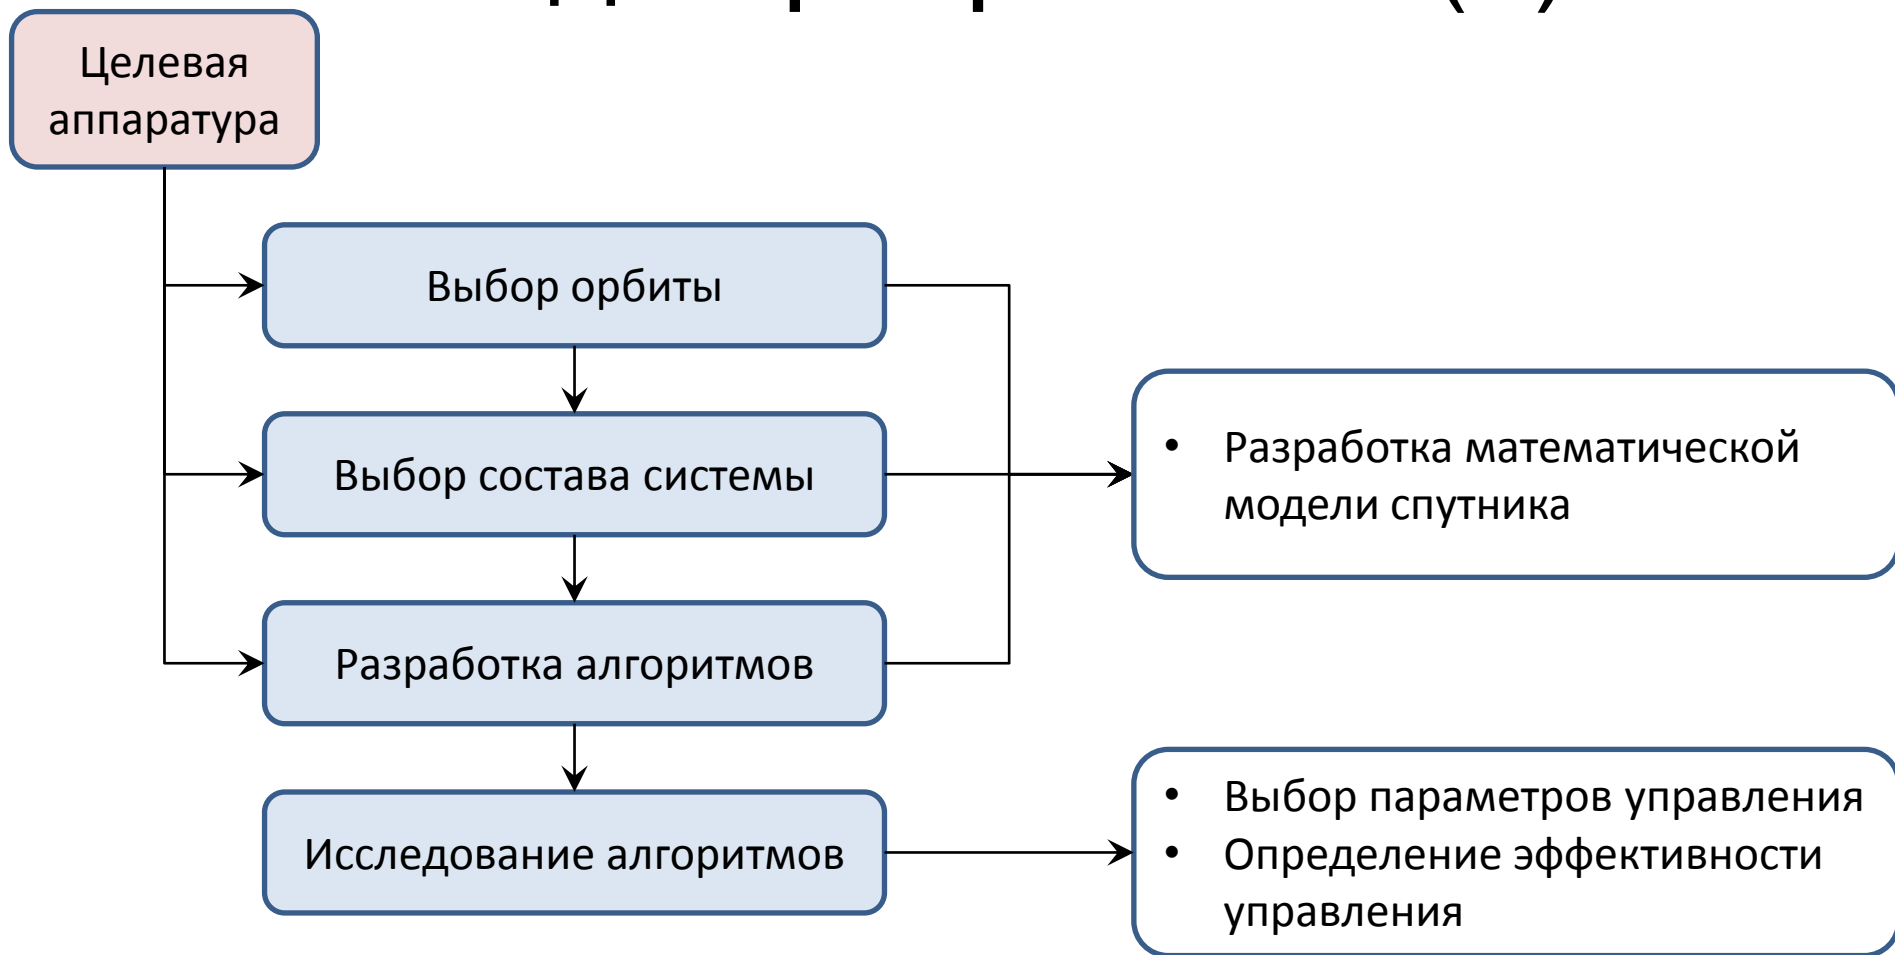 Целевая
аппаратура
Выбор орбиты
Выбор состава системы
• Разработка математической
модели спутника
Разработка алгоритмов
Исследование алгоритмов
• Выбор параметров управления
• Определение эффективности
управления